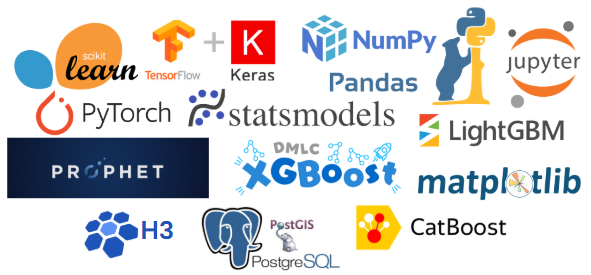 scikit
learn
TensorFlow
+
K
Keras
NumPy
Pandas
jupyter
PyTorch
statsmodels
LightGBM
PROPHET
DMLC
XGBoost
matplotlib
H3
PostGIS
PostgreSQL
CatBoost